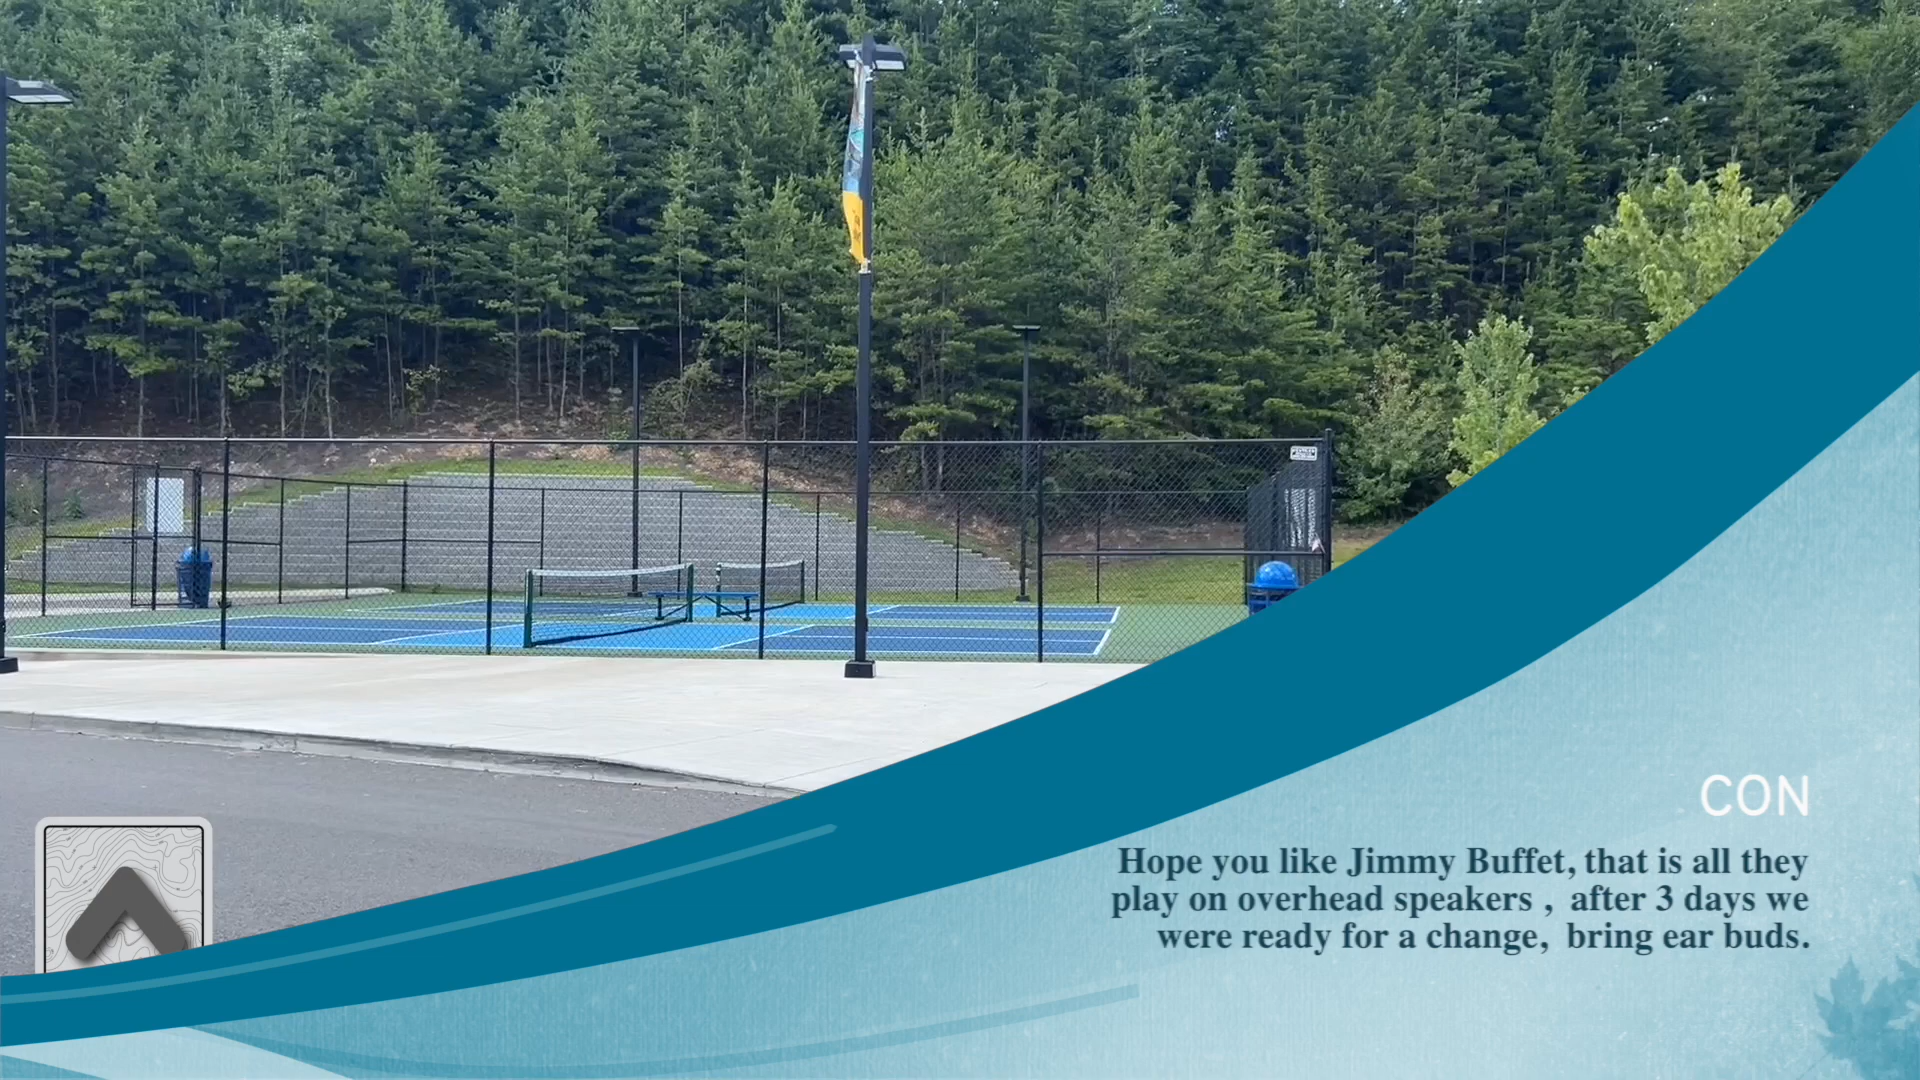 CON
Hope you like Jimmy Buffet, that is all they
play on overhead speakers , after 3 days we
were ready for a change, bring ear buds.